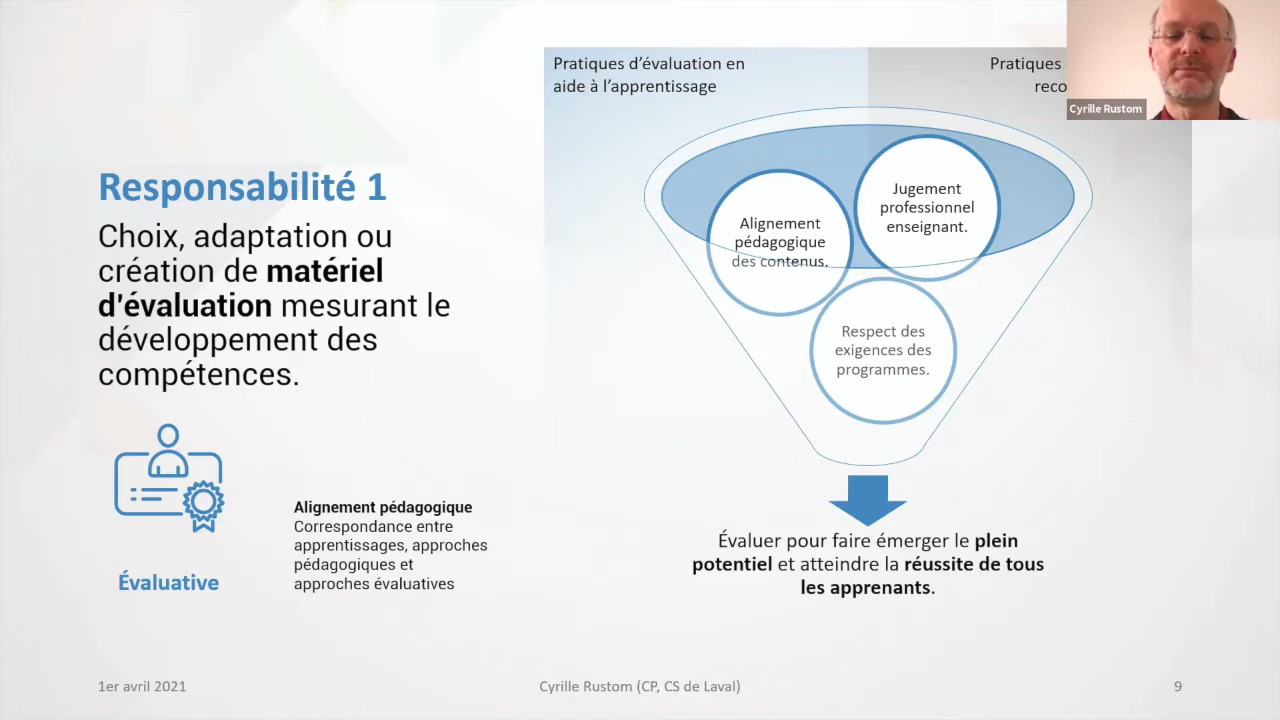 Pratiques d’évaluation en
aide à l’apprentissage
Pratiques
reco
Cyrille Rustom
Responsabilité 1
Choix, adaptation ou
création de matériel
d'évaluation mesurant le
développement des
compétences.
Alignement
pédagogique
des contenus.
Jugement
professionnel
enseignant.
Respect des
exigences des
programmes.
Évaluative
Alignement pédagogique
Correspondance entre
apprentissages, approches
pédagogiques et
approches évaluatives
Évaluer pour faire émerger le plein
potentiel et atteindre la réussite de tous
les apprenants.
1er avril 2021
Cyrille Rustom (CP, CS de Laval)
9